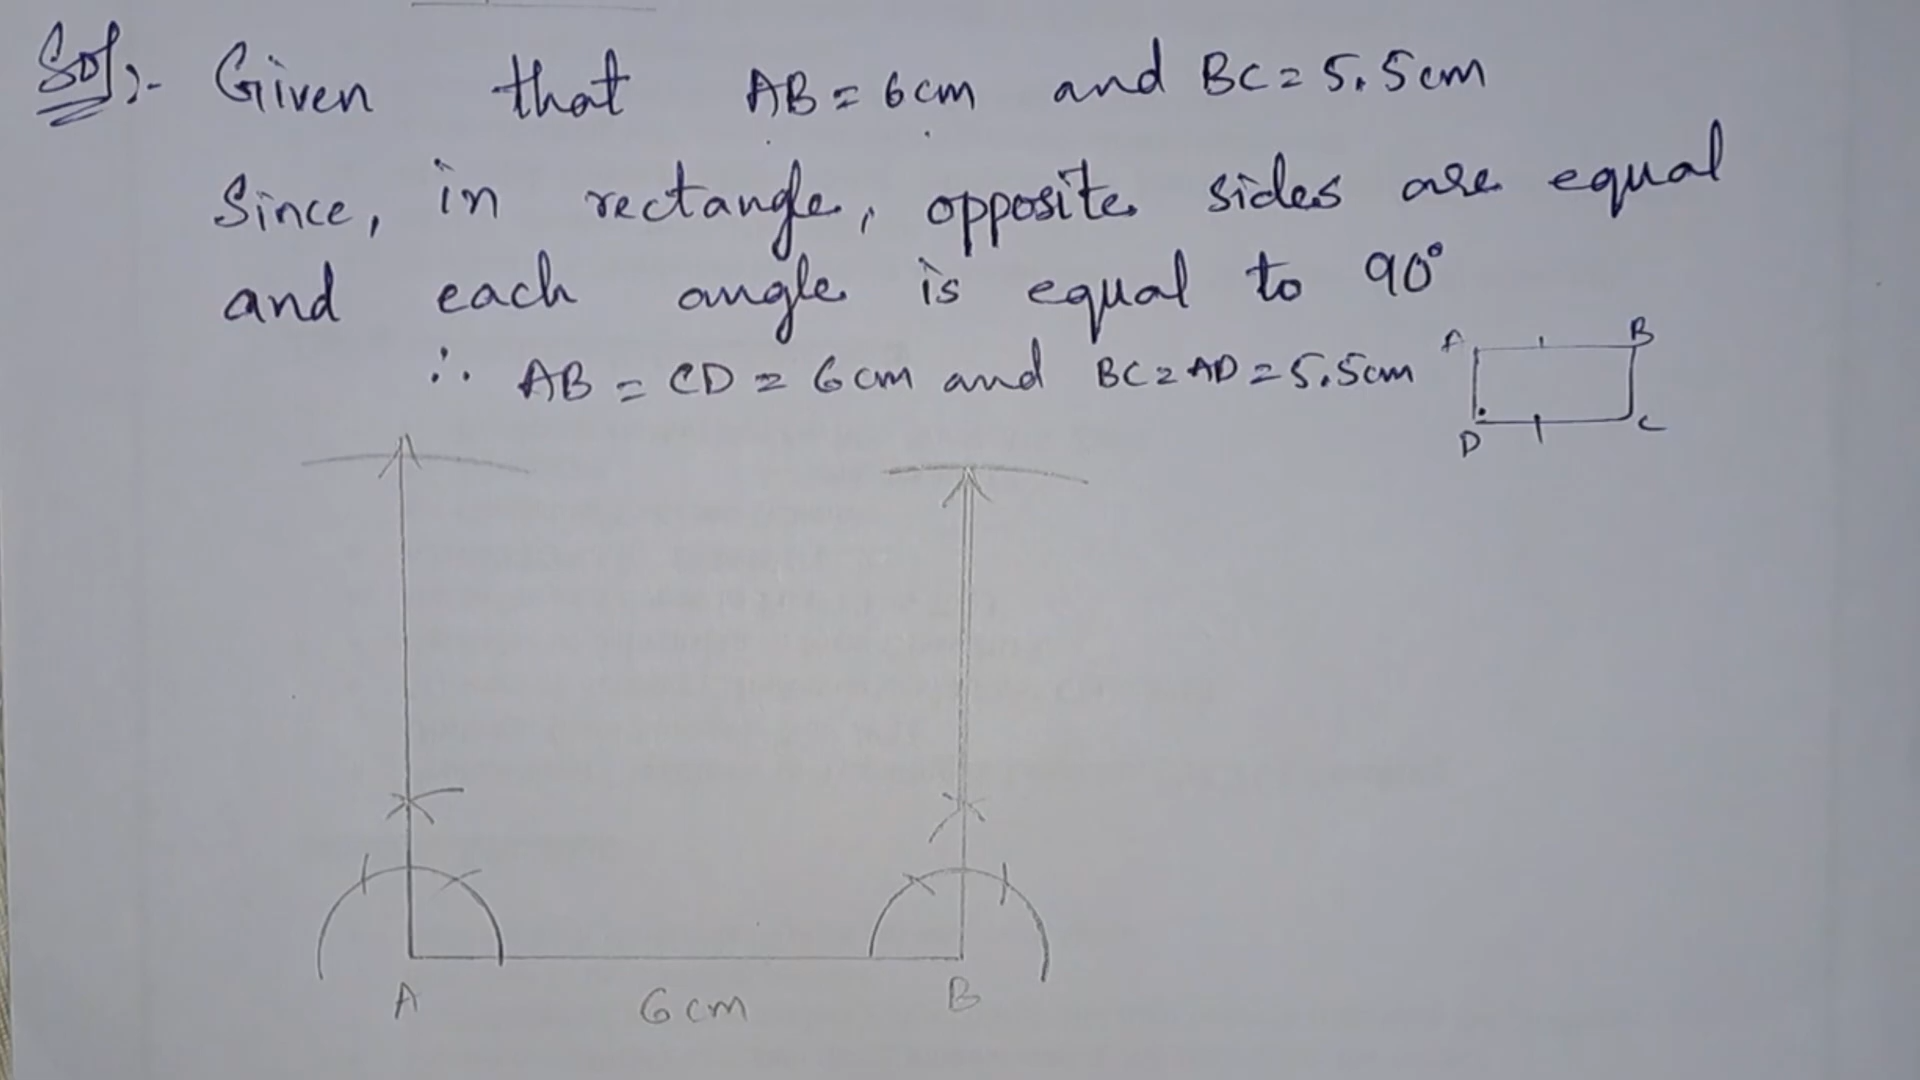 Sol:- Given that AB = 6cm and BC = 5.5cm
Since, in rectangle, opposite sides are equal
and each angle is equal to 90°
∴ AB = CD = 6cm and BC = AD = 5.5cm
A B
D C
A 6cm B